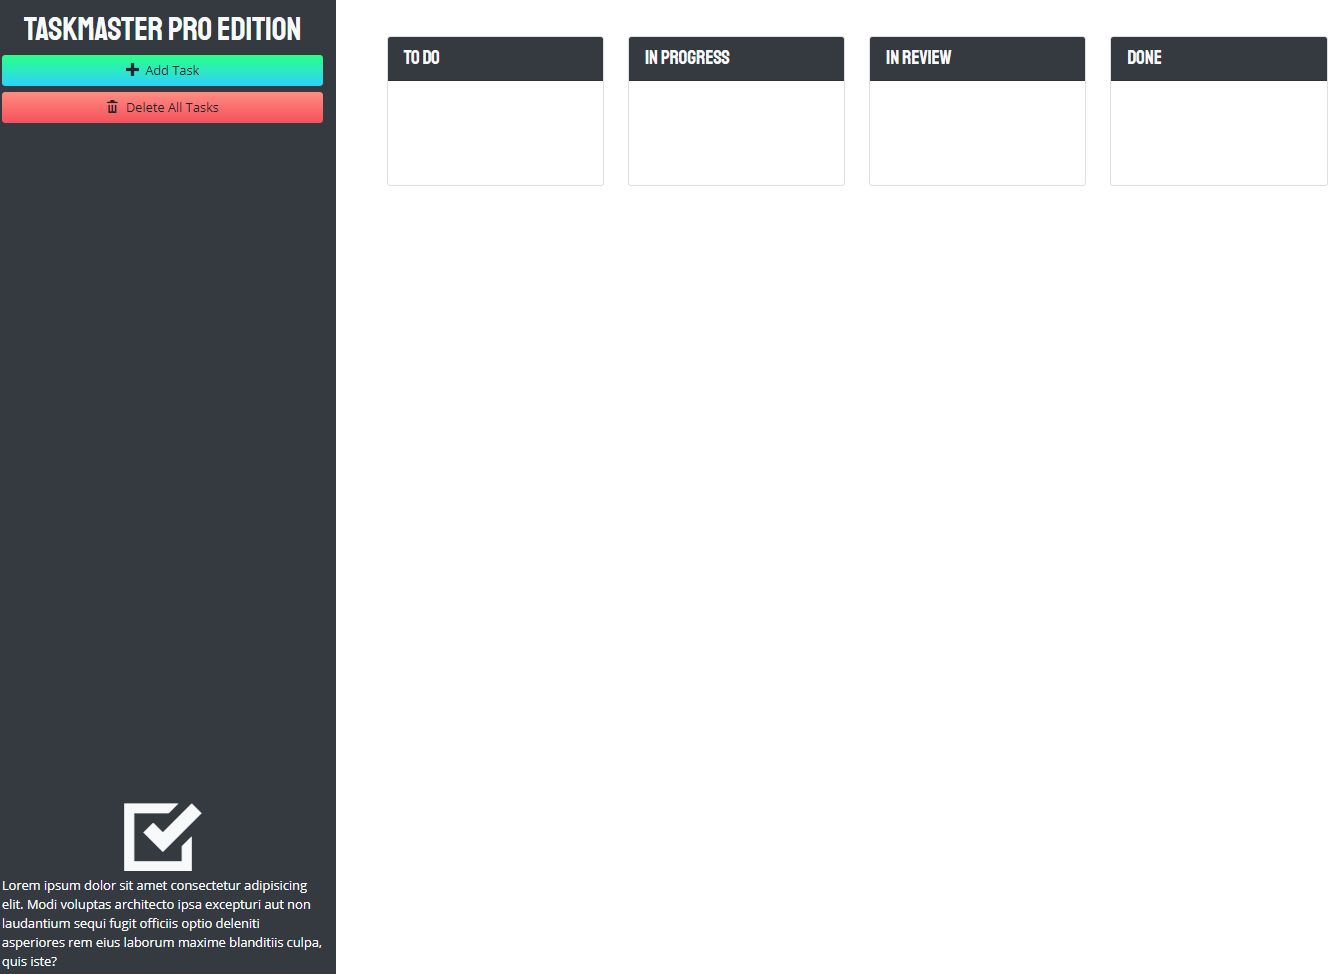 TASKMASTER PRO EDITION
Add Task
Delete All Tasks
TO DO
IN PROGRESS
IN REVIEW
DONE
Lorem ipsum dolor sit amet consectetur adipisicing
elit. Modi voluptas architecto ipsa excepturi aut non
laudantium sequi fugit officiis optio deleniti
asperiores rem eius laborum maxime blanditiis culpa,
quis iste?